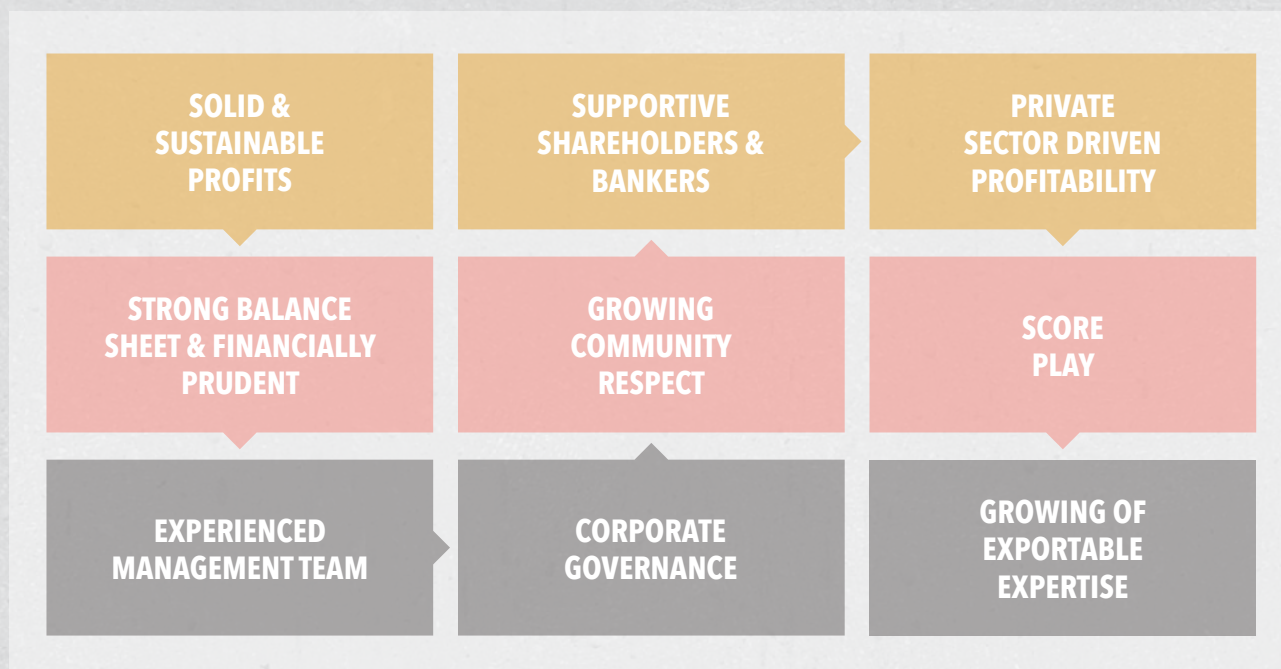 SOLID &
SUSTAINABLE
PROFITS
STRONG BALANCE
SHEET & FINANCIALLY
PRUDENT
EXPERIENCED
MANAGEMENT TEAM
CORPORATE
GOVERNANCE
GROWING
COMMUNITY
RESPECT
SUPPORTIVE
SHAREHOLDERS &
BANKERS
PRIVATE
SECTOR DRIVEN
PROFITABILITY
SCORE
PLAY
GROWING OF
EXPORTABLE
EXPERTISE